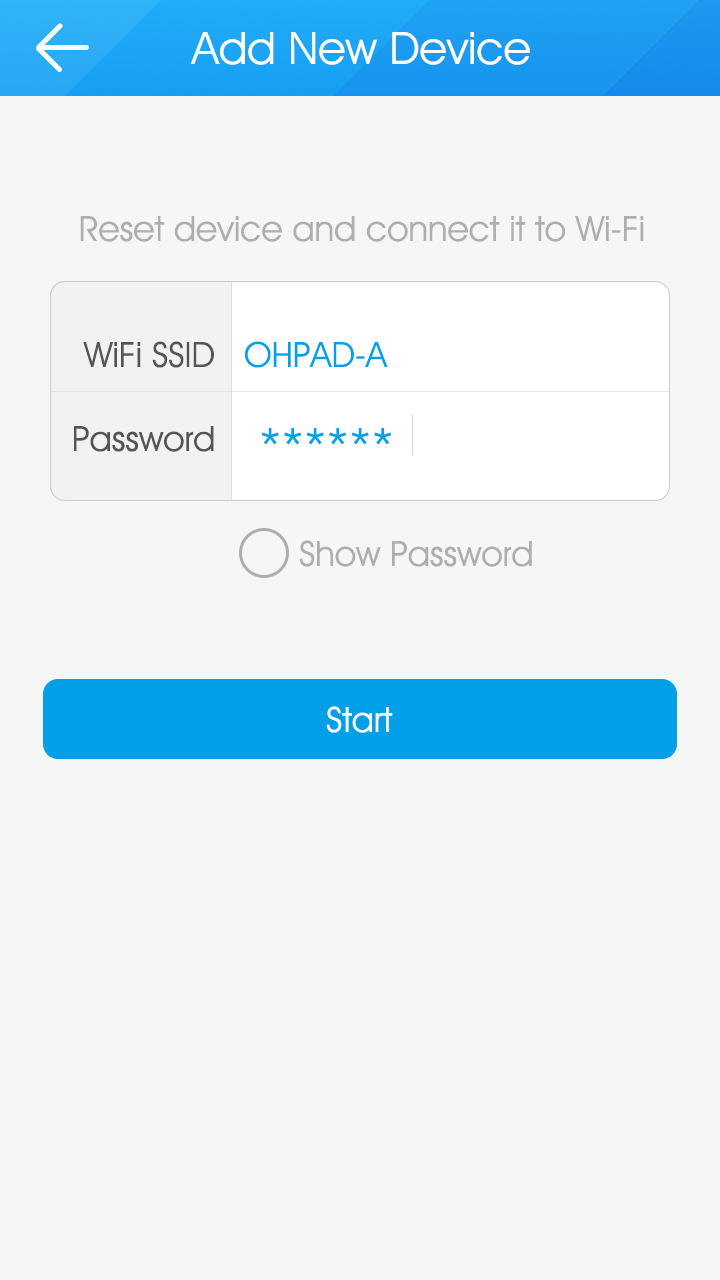 Add New Device
Reset device and connect it to Wi-Fi
WiFi SSID OHPAD-A
Password ******
Show Password
Start